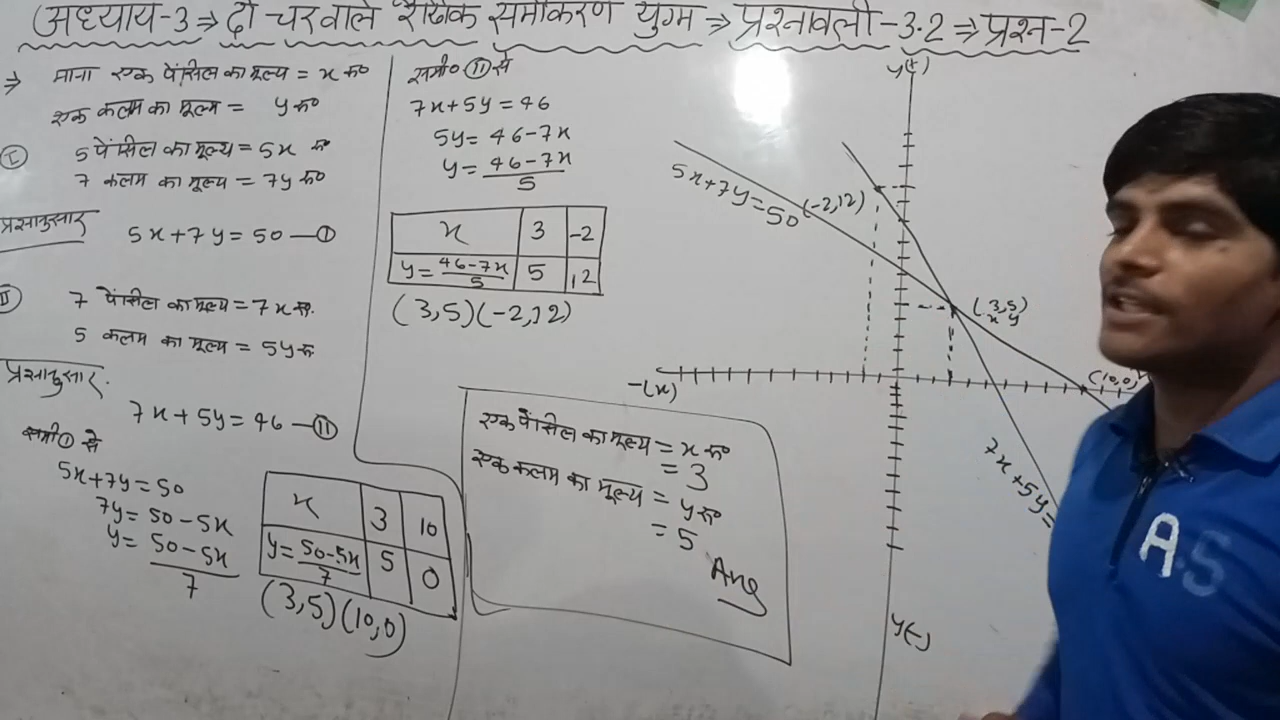 (अध्याय-3⇒ दो चर वाले रैखिक समीकरण युग्म ⇒ प्रश्नावली-3.2 ⇒ प्रश्न-2
⇒ माना एक पेंसिल का मूल्य = x रु०
एक कलम का मूल्य = y रु०
I 5 पेंसिल का मूल्य = 5x रु
7 कलम का मूल्य = 7y रु०
प्रश्नानुसार
5x+7y=50 — I
II 7 पेंसिल का मूल्य = 7x रु.
5 कलम का मूल्य = 5y रु
प्रश्नानुसार.
7x+5y=46 — II
समी I से
5x+7y=50
7y= 50-5x
y= 50-5x
7
x 3 10
y= 50-5x/7 5 0
(3,5)(10,0)
समी० II से
7x+5y=46
5y= 46-7x
y= 46-7x
5
x 3 -2
y= 46-7x/5 5 12
(3,5)(-2,12)
एक पेंसिल का मूल्य = x रु०
= 3
एक कलम का मूल्य = y रु०
= 5
Ans
y(+)
5x+7y=50
(-2,12)
(3,5)
x y
(10,0)
-(x)
7x+5y=
y(-)
A.S